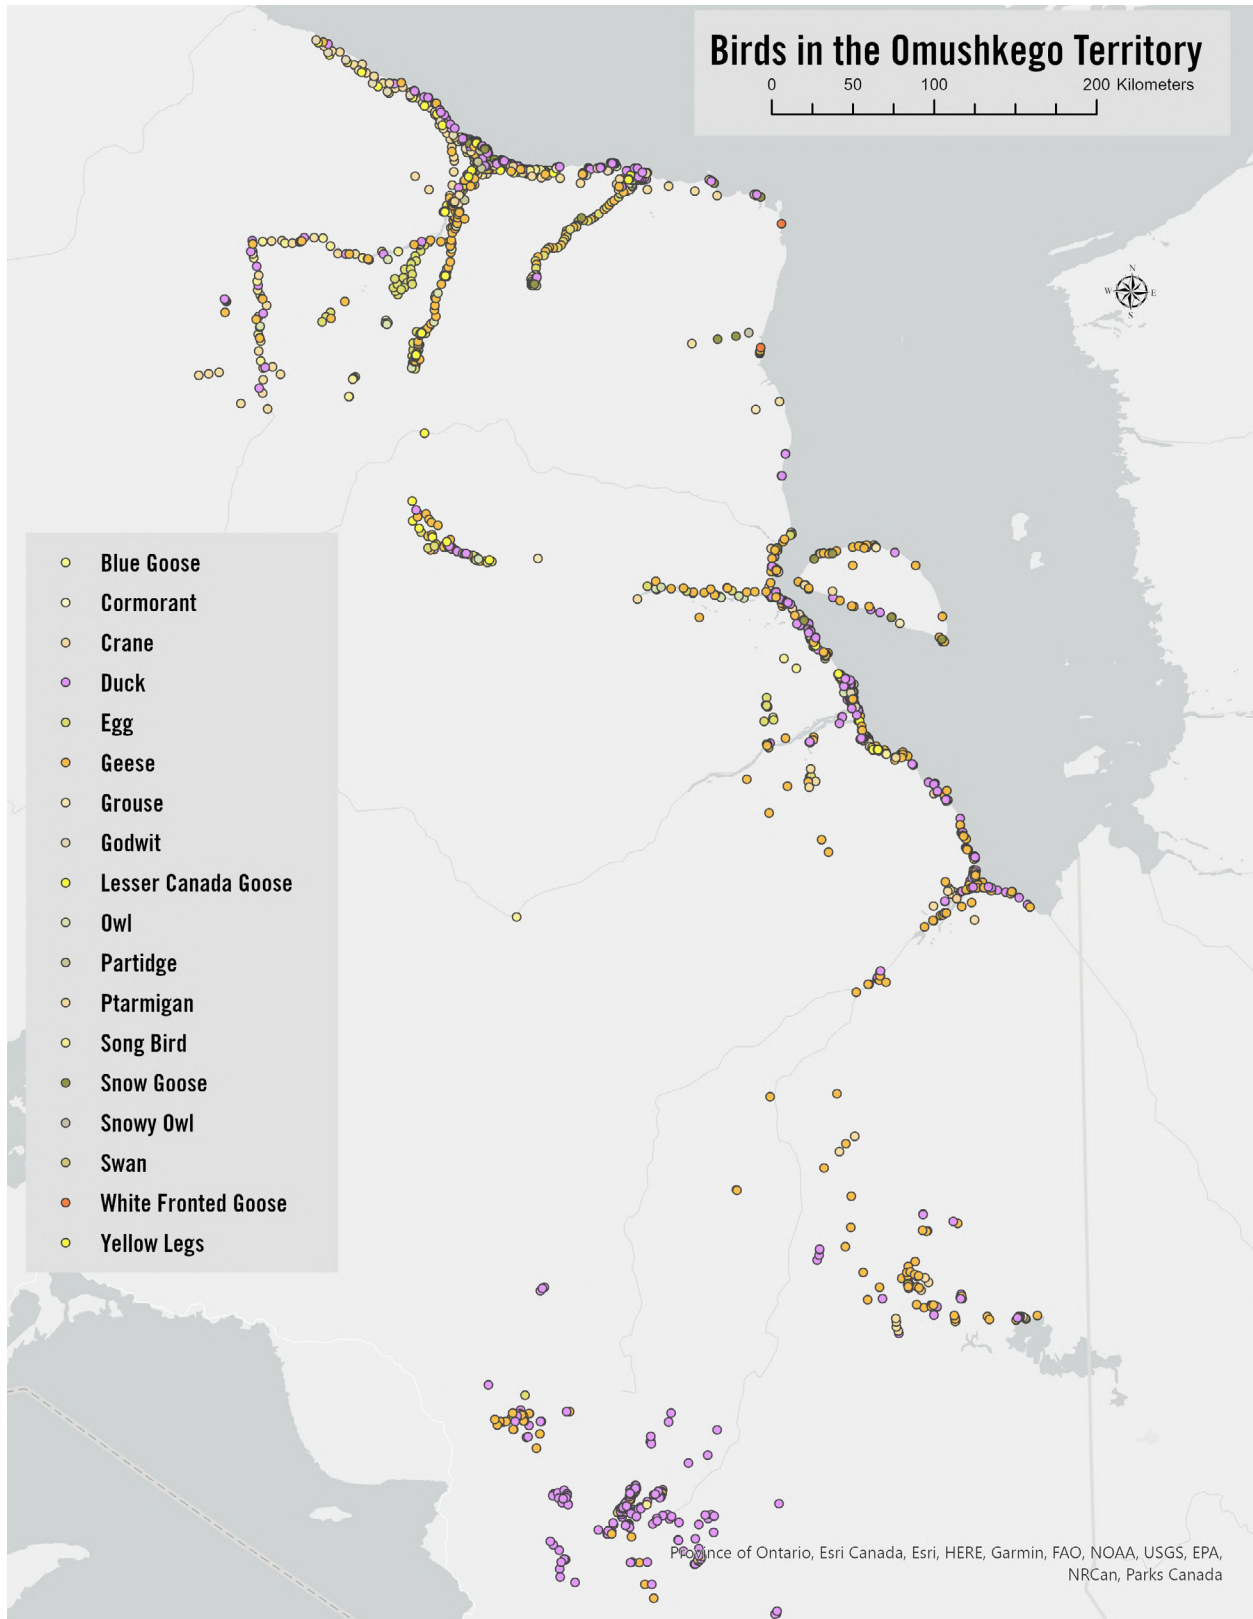 Birds in the Omushkego Territory
0 50 100 200 Kilometers
N
W E
S
Blue Goose
Cormorant
Crane
Duck
Egg
Geese
Grouse
Godwit
Lesser Canada Goose
Owl
Partidge
Ptarmigan
Song Bird
Snow Goose
Snowy Owl
Swan
White Fronted Goose
Yellow Legs
Province of Ontario, Esri Canada, Esri, HERE, Garmin, FAO, NOAA, USGS, EPA,
NRCan, Parks Canada